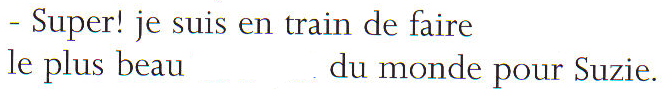 - Super! je suis en train de faire
le plus beau du monde pour Suzie.